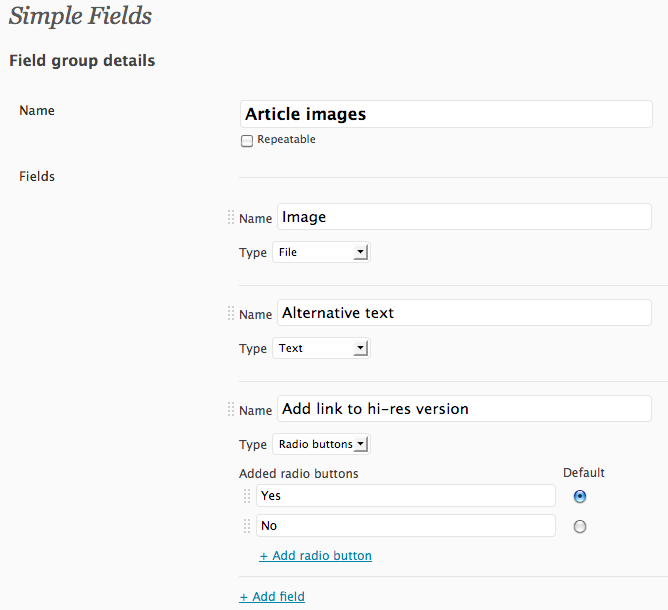 Simple Fields
Field group details
Name Article images
Repeatable
Fields
Name Image
Type File
Name Alternative text
Type Text
Name Add link to hi-res version
Type Radio buttons
Added radio buttons Default
Yes
No
+ Add radio button
+ Add field